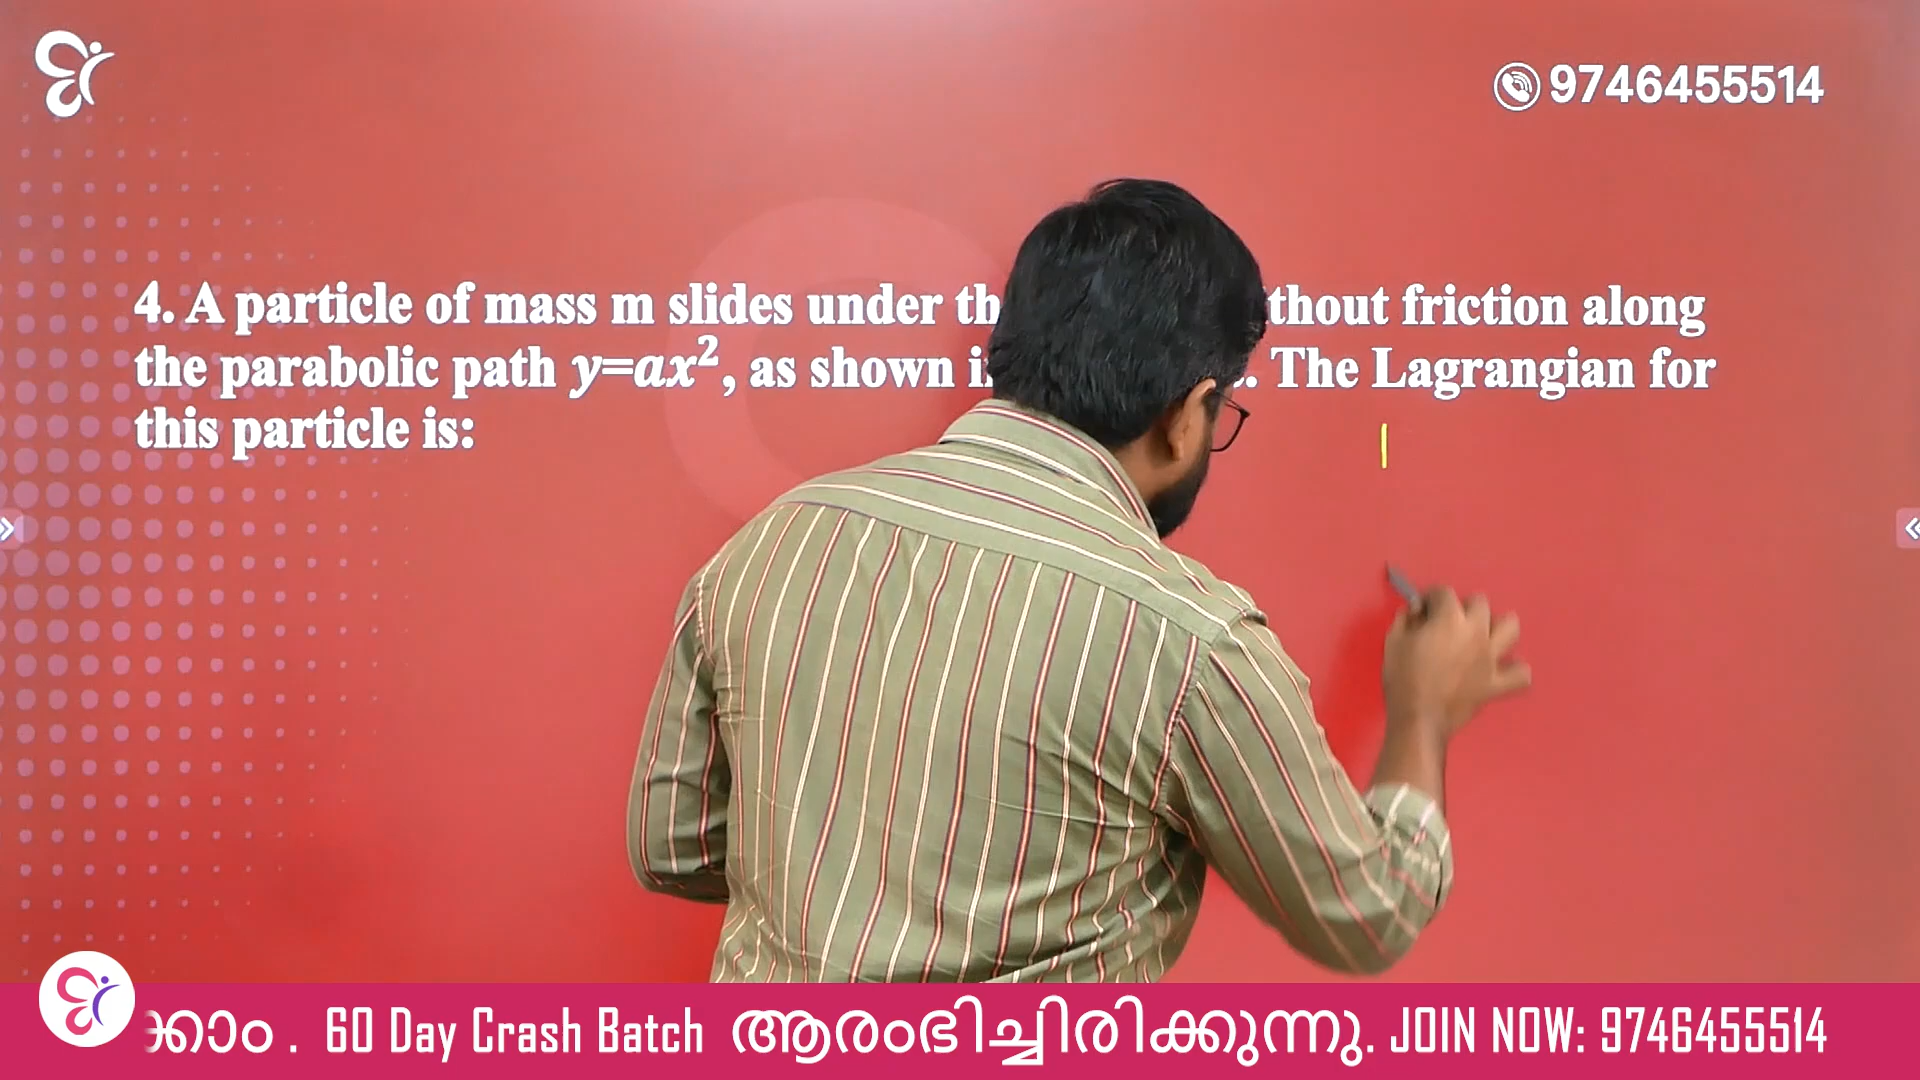 9746455514
4. A particle of mass m slides under th thout friction along
the parabolic path y=ax², as shown i . The Lagrangian for
this particle is:
ക്കാം . 60 Day Crash Batch ആരംഭിച്ചിരിക്കുന്നു. JOIN NOW: 9746455514